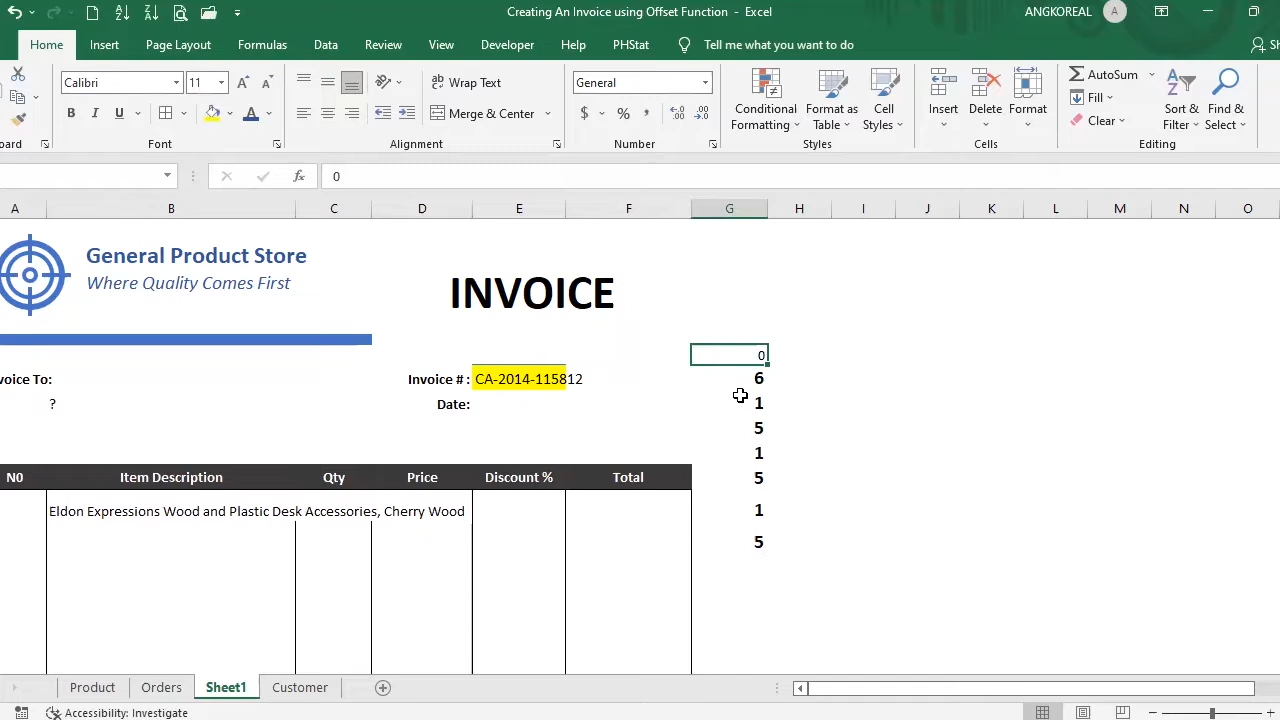 Creating An Invoice using Offset Function - Excel
ANGKOREAL A
Home Insert Page Layout Formulas Data Review View Developer Help PHStat Tell me what you want to do
Calibri 11 Wrap Text General AutoSum
Fill
B I U Merge & Center $ % , Conditional Formatting Format as Table Cell Styles Insert Delete Format Clear Sort & Filter Find & Select
Font Alignment Number Styles Cells Editing
fx 0
A B C D E F G H I J K L M N O
General Product Store
Where Quality Comes First
INVOICE
0
Invoice # : CA-2014-115812 6
? Date: 1
5
1
N0 Item Description Qty Price Discount % Total 5
Eldon Expressions Wood and Plastic Desk Accessories, Cherry Wood 1
5
Product Orders Sheet1 Customer
Accessibility: Investigate